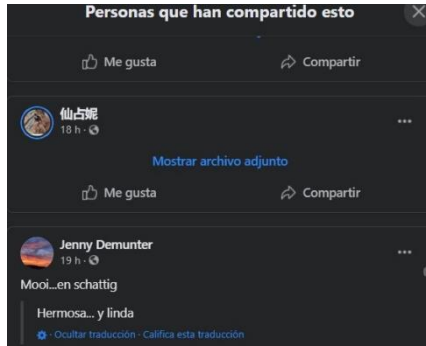 Personas que han compartido esto
Me gusta Compartir
仙占妮
18 h ·
Mostrar archivo adjunto
Me gusta Compartir
Jenny Demunter
19 h ·
Mooi...en schattig
Hermosa... y linda
· Ocultar traducción · Califica esta traducción